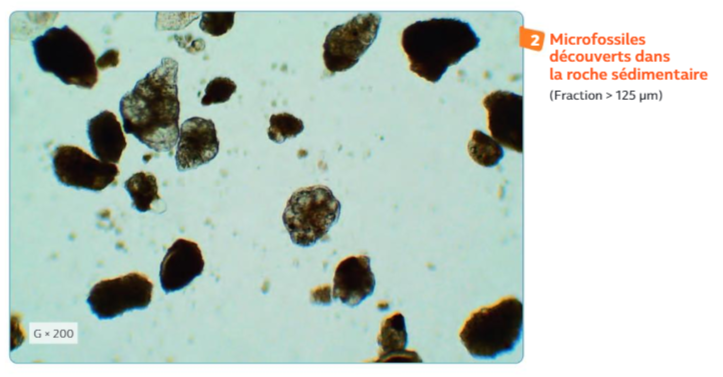 2 Microfossiles
découverts dans
la roche sédimentaire
(Fraction > 125 µm)
G × 200